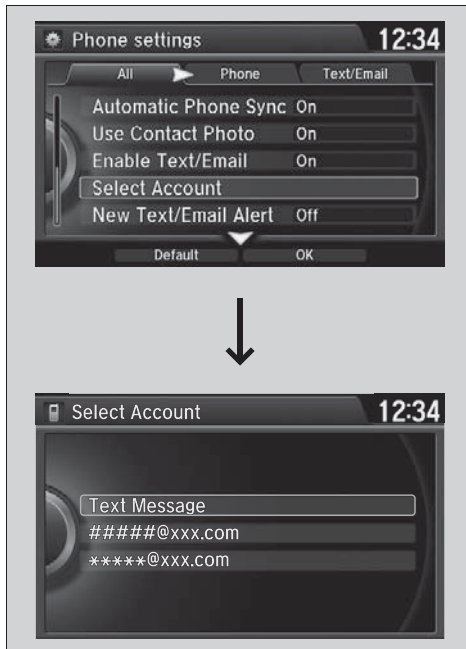 Phone settings 12:34
All Phone Text/Email
Automatic Phone Sync On
Use Contact Photo On
Enable Text/Email On
Select Account
New Text/Email Alert Off
Default OK
Select Account 12:34
Text Message
#####@xxx.com
*****@xxx.com